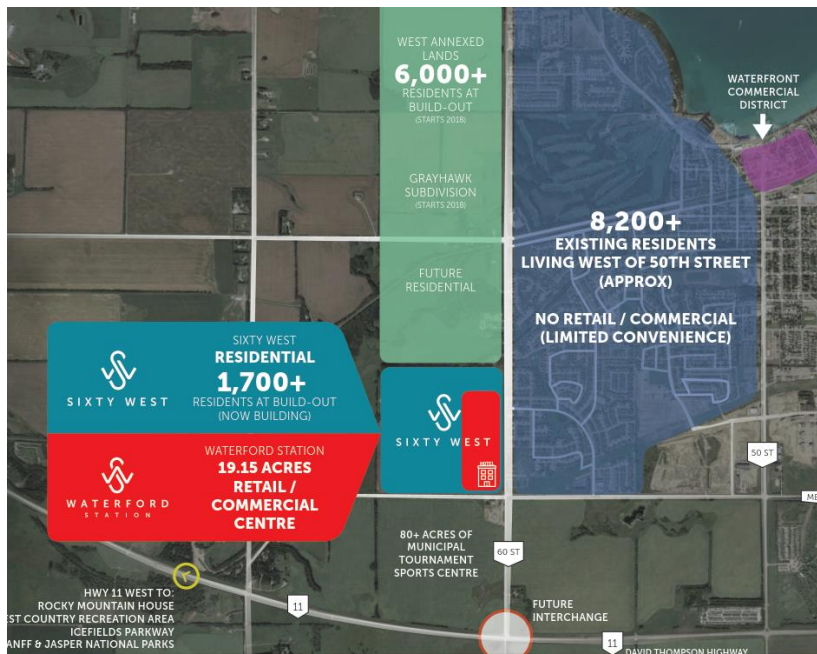 WEST ANNEXED
LANDS
6,000+
RESIDENTS AT
BUILD-OUT
(STARTS 2018)
GRAYHAWK
SUBDIVISION
(STARTS 2018)
FUTURE
RESIDENTIAL
WATERFRONT
COMMERCIAL
DISTRICT
8,200+
EXISTING RESIDENTS
LIVING WEST OF 50TH STREET
(APPROX)
NO RETAIL / COMMERCIAL
(LIMITED CONVENIENCE)
SIXTY WEST
SIXTY WEST
RESIDENTIAL
1,700+
RESIDENTS AT BUILD-OUT
(NOW BUILDING)
WATERFORD
STATION
WATERFORD STATION
19.15 ACRES
RETAIL /
COMMERCIAL
CENTRE
SIXTY WEST
HOTEL
50 ST
ME
80+ ACRES OF
MUNICIPAL
TOURNAMENT
SPORTS CENTRE
60 ST
HWY 11 WEST TO:
ROCKY MOUNTAIN HOUSE
EST COUNTRY RECREATION AREA
ICEFIELDS PARKWAY
ANFF & JASPER NATIONAL PARKS
11
FUTURE
INTERCHANGE
11
DAVID THOMPSON HIGHWAY